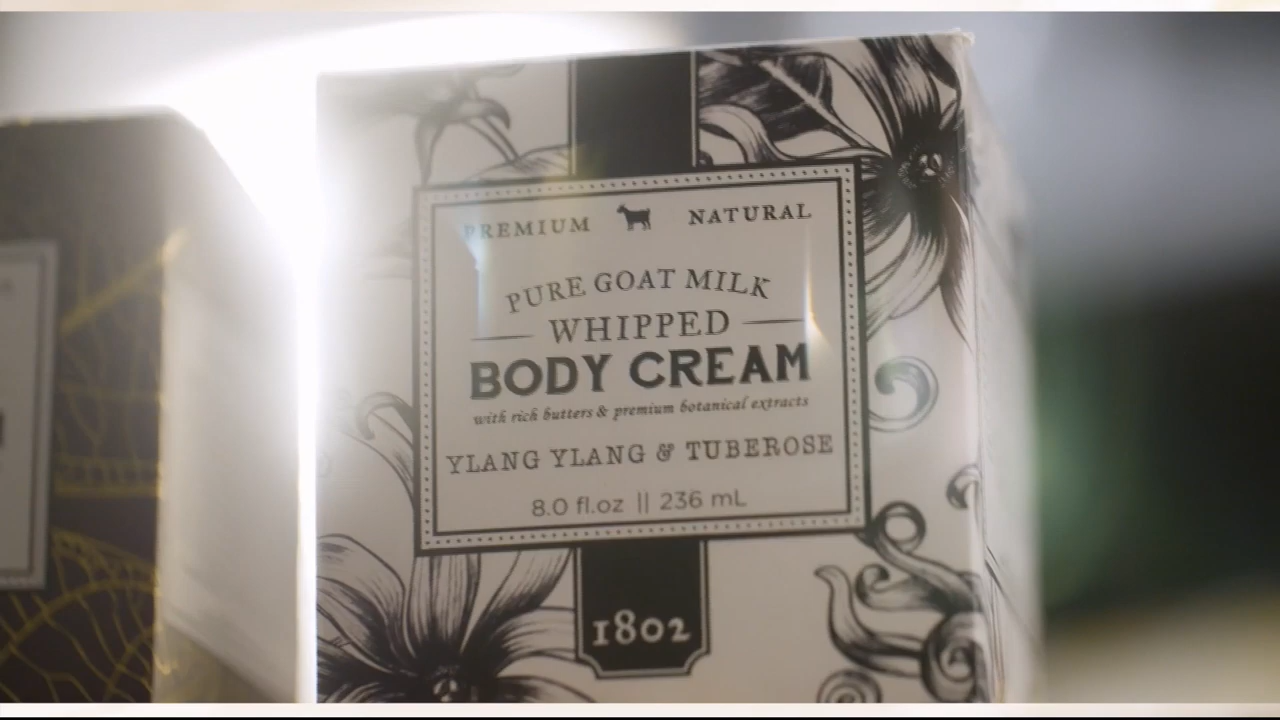 PREMIUM NATURAL
PURE GOAT MILK
WHIPPED
BODY CREAM
with rich butters & premium botanical extracts
YLANG YLANG & TUBEROSE
8.0 fl.oz || 236 mL
1802